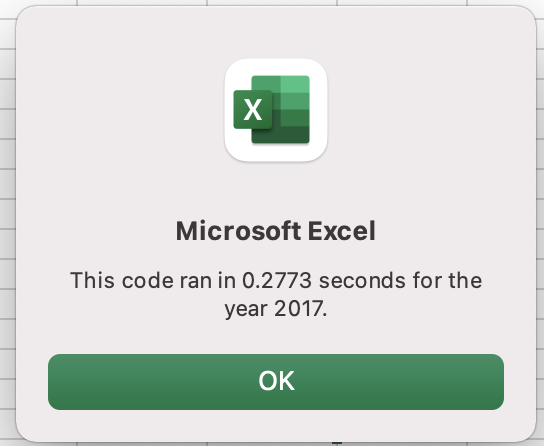 X
Microsoft Excel
This code ran in 0.2773 seconds for the
year 2017.
OK